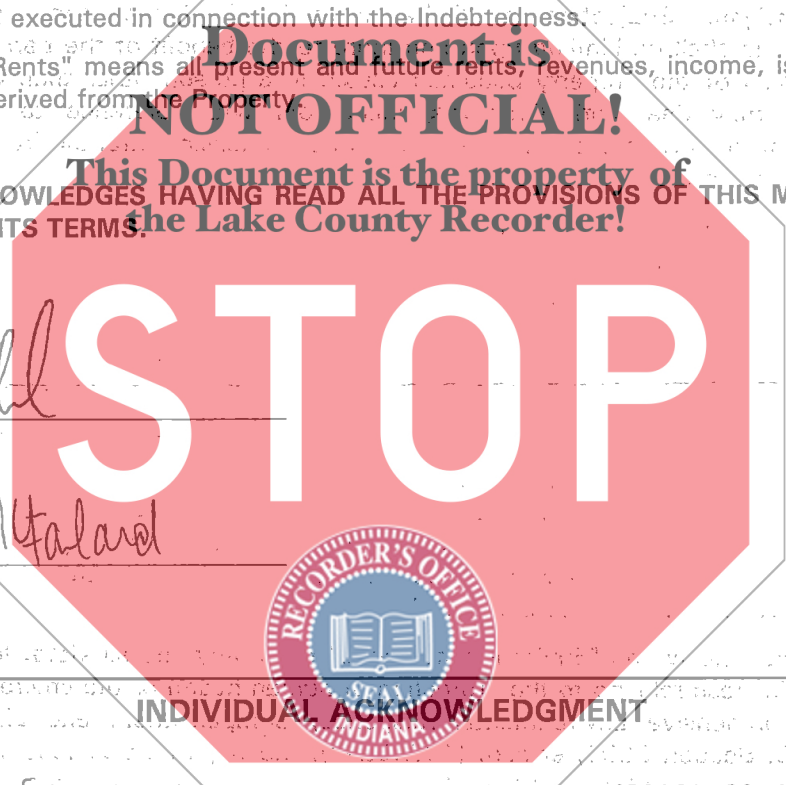 executed in connection with the Indebtedness.
Document is
Rents" means all present and future rents, revenues, income, is
erived from the Property.
NOT OFFICIAL!
This Document is the property of
OWLEDGES HAVING READ ALL THE PROVISIONS OF THIS M
the Lake County Recorder!
ITS TERMS.
STOP
RECORDER'S OFFICE
SEAL
INDIANA
INDIVIDUAL ACKNOWLEDGMENT